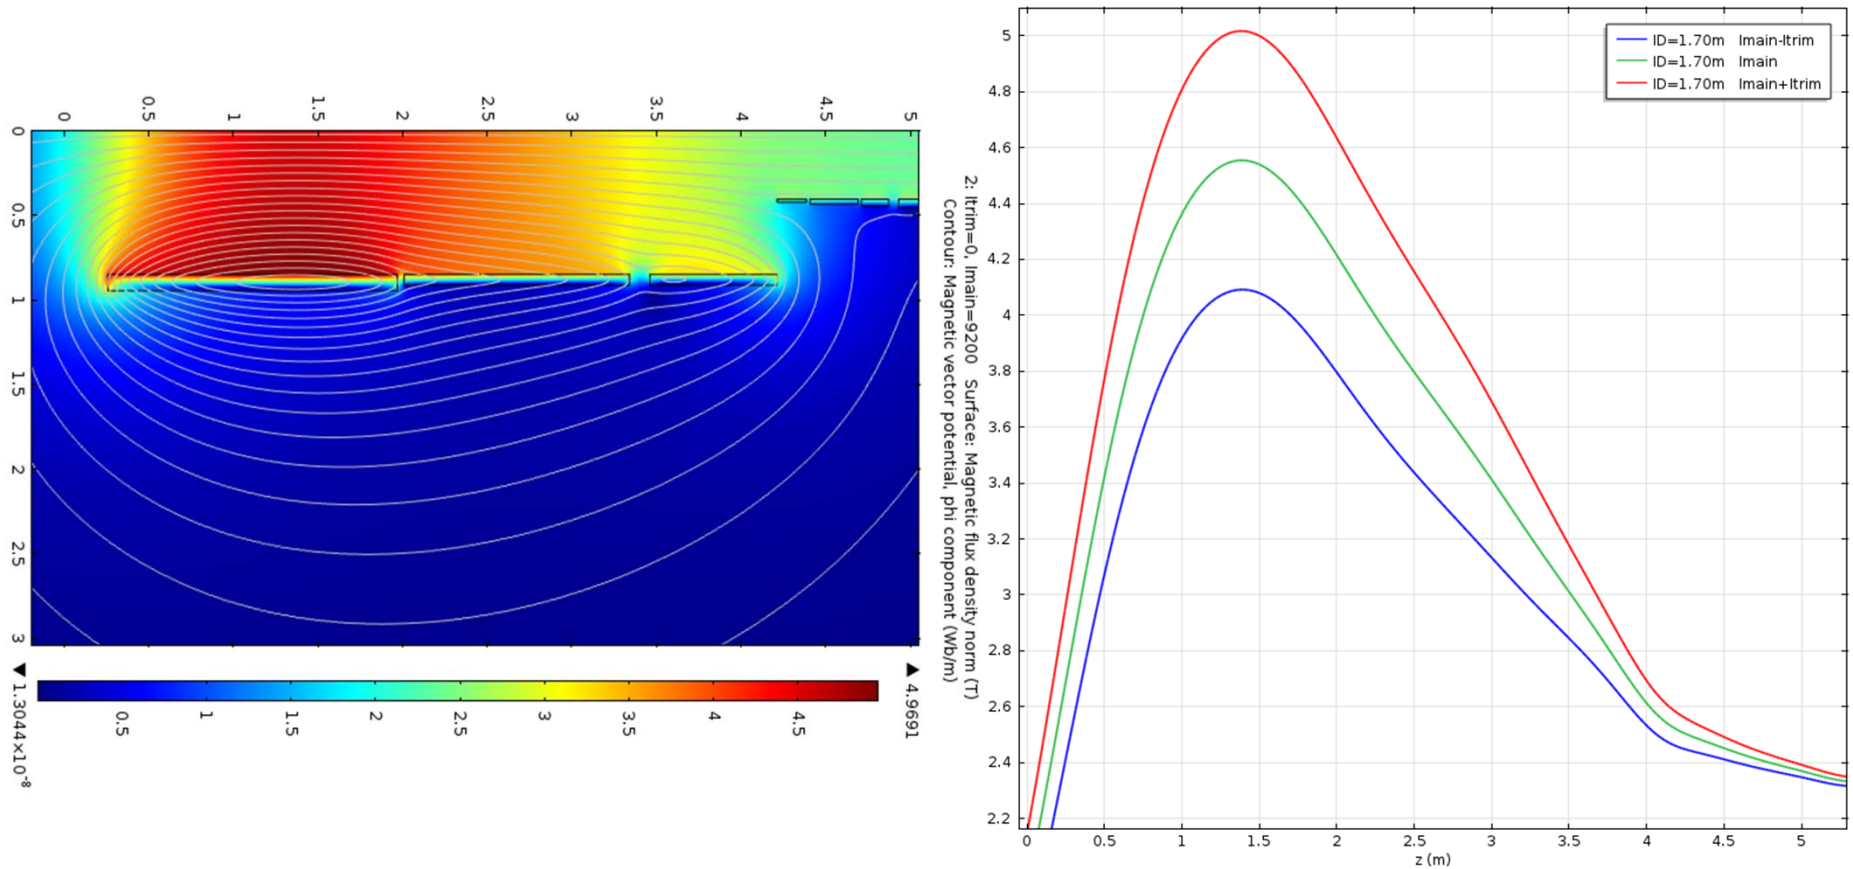 0 0.5 1 1.5 2 2.5 3 3.5 4 4.5 5
0
0.5
1
1.5
2
2.5
3
2: Itrim=0, Imain=9200 Surface: Magnetic flux density norm (T)
Contour: Magnetic vector potential, phi component (Wb/m)
▼ 1.3044×10⁻⁸
0.5 1 1.5 2 2.5 3 3.5 4 4.5
▲ 4.9691
ID=1.70m Imain-Itrim
ID=1.70m Imain
ID=1.70m Imain+Itrim
5
4.8
4.6
4.4
4.2
4
3.8
3.6
3.4
3.2
3
2.8
2.6
2.4
2.2
0 0.5 1 1.5 2 2.5 3 3.5 4 4.5 5
z (m)